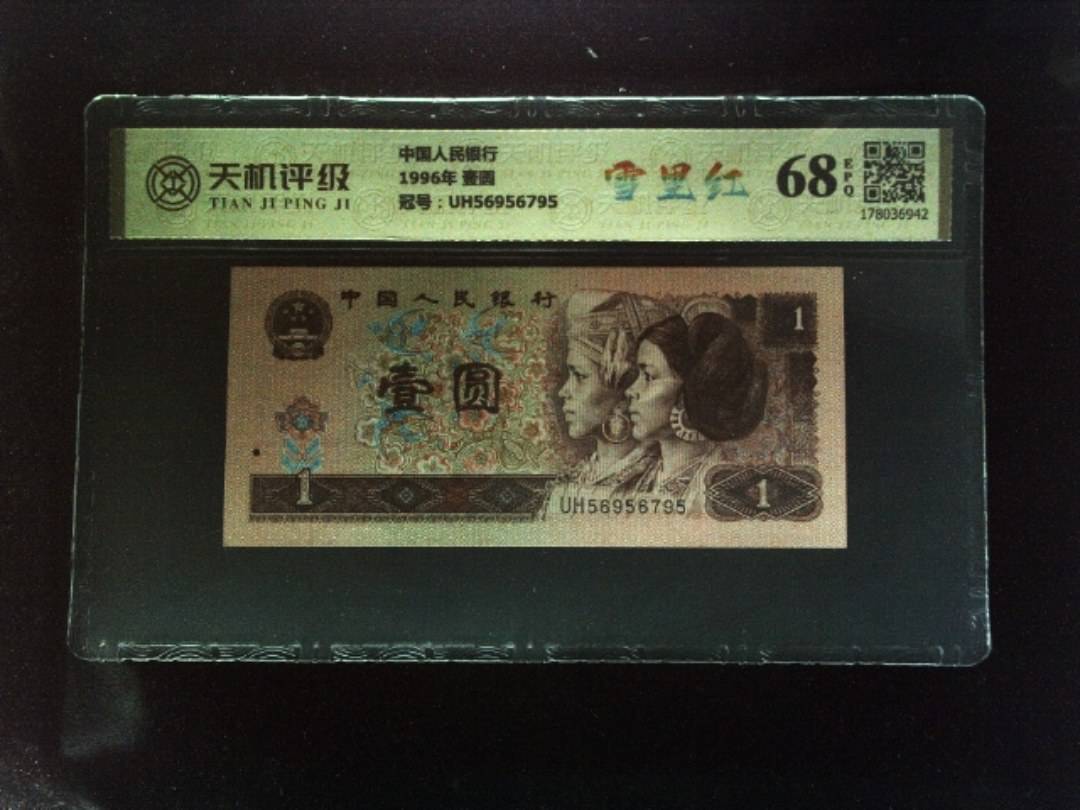 天机评级
TIAN JI PING JI
中国人民银行
1996年 壹圆
冠号：UH56956795
雪里红
68
EPQ
178036942
中国人民银行
1
壹圆
1
UH56956795
1